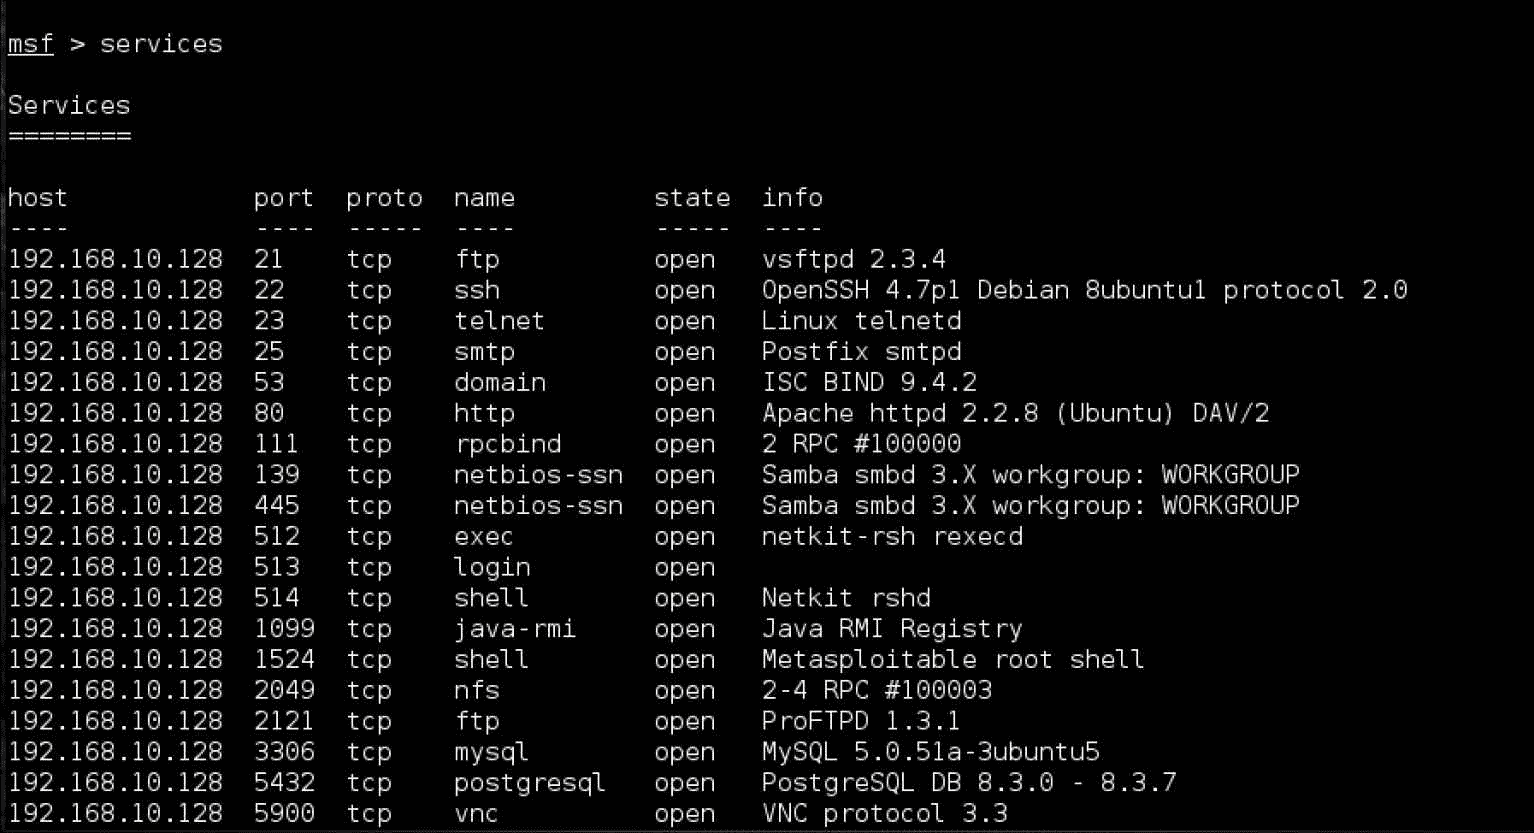 msf > services
Services
========
host port proto name state info
---- ---- ----- ---- ----- ----
192.168.10.128 21 tcp ftp open vsftpd 2.3.4
192.168.10.128 22 tcp ssh open OpenSSH 4.7p1 Debian 8ubuntu1 protocol 2.0
192.168.10.128 23 tcp telnet open Linux telnetd
192.168.10.128 25 tcp smtp open Postfix smtpd
192.168.10.128 53 tcp domain open ISC BIND 9.4.2
192.168.10.128 80 tcp http open Apache httpd 2.2.8 (Ubuntu) DAV/2
192.168.10.128 111 tcp rpcbind open 2 RPC #100000
192.168.10.128 139 tcp netbios-ssn open Samba smbd 3.X workgroup: WORKGROUP
192.168.10.128 445 tcp netbios-ssn open Samba smbd 3.X workgroup: WORKGROUP
192.168.10.128 512 tcp exec open netkit-rsh rexecd
192.168.10.128 513 tcp login open
192.168.10.128 514 tcp shell open Netkit rshd
192.168.10.128 1099 tcp java-rmi open Java RMI Registry
192.168.10.128 1524 tcp shell open Metasploitable root shell
192.168.10.128 2049 tcp nfs open 2-4 RPC #100003
192.168.10.128 2121 tcp ftp open ProFTPD 1.3.1
192.168.10.128 3306 tcp mysql open MySQL 5.0.51a-3ubuntu5
192.168.10.128 5432 tcp postgresql open PostgreSQL DB 8.3.0 - 8.3.7
192.168.10.128 5900 tcp vnc open VNC protocol 3.3